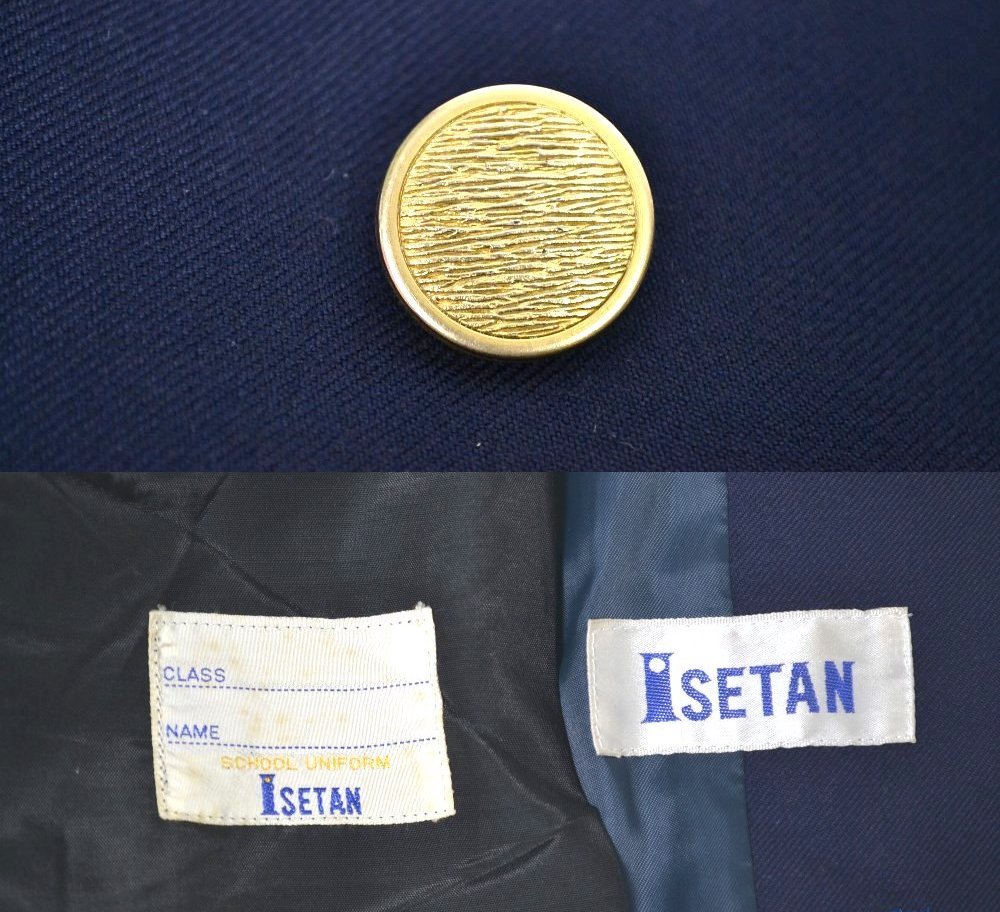 CLASS
NAME
SCHOOL UNIFORM
ISETAN
ISETAN